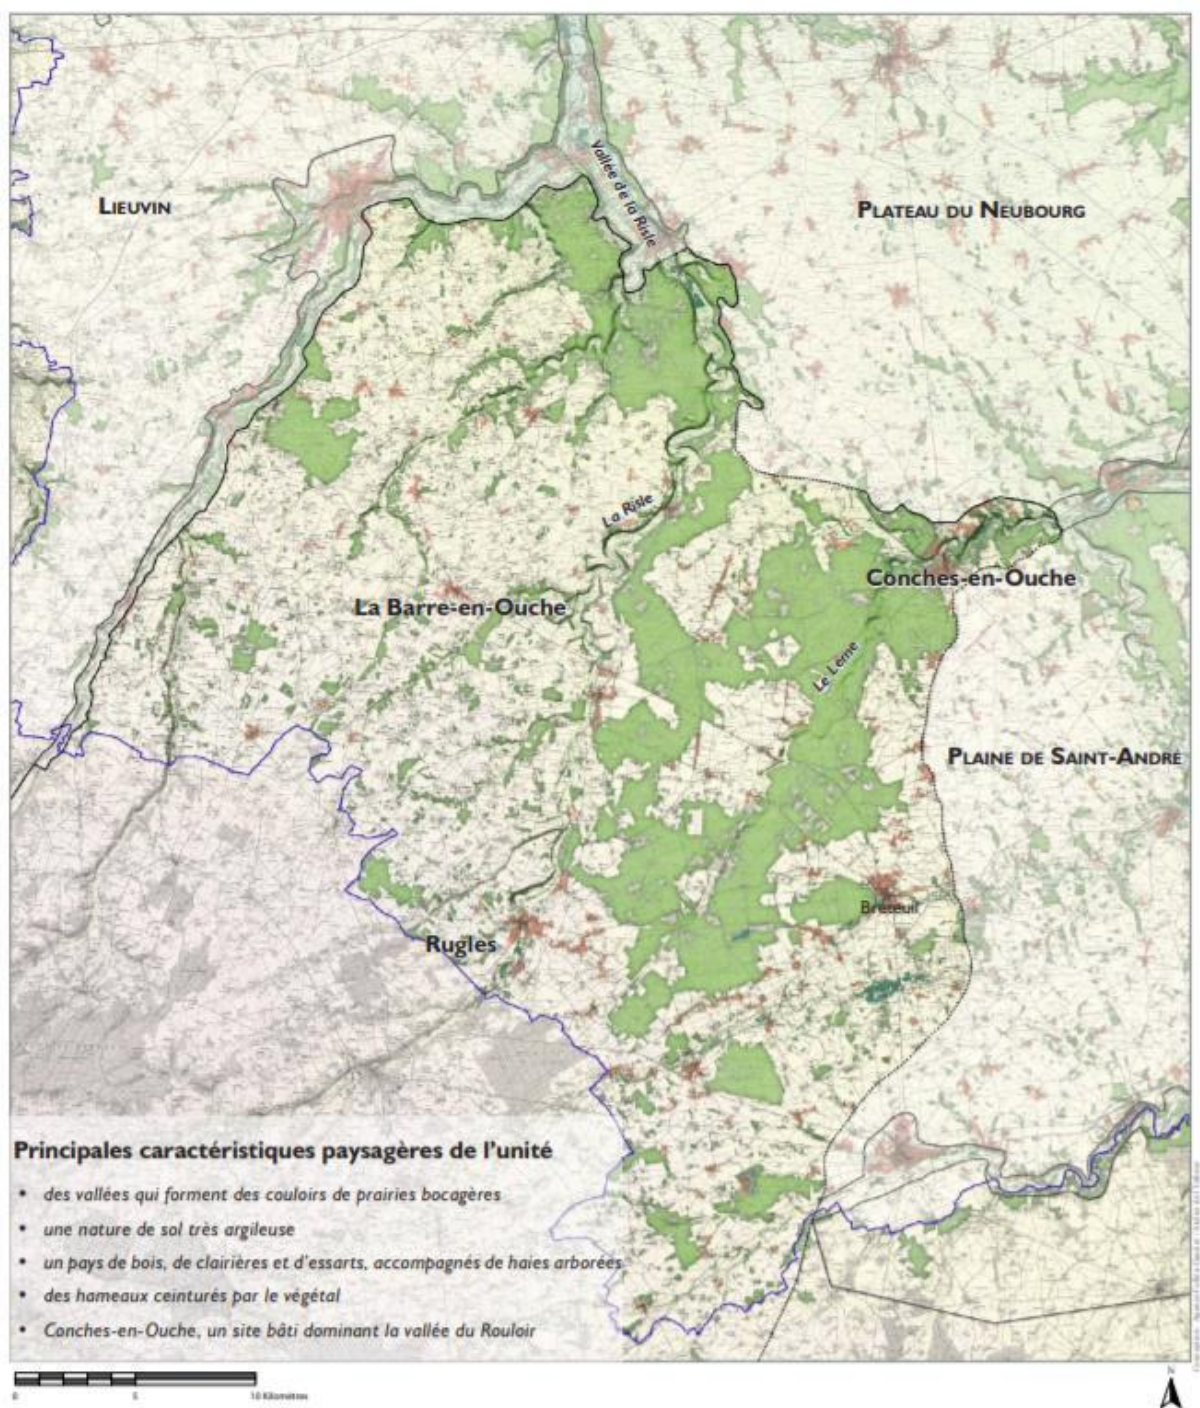 Vallée de la Risle
LIEUVIN
PLATEAU DU NEUBOURG
La Risle
Conches-en-Ouche
La Barre-en-Ouche
Le Leme
PLAINE DE SAINT-ANDRÉ
Breteuil
Rugles
Principales caractéristiques paysagères de l'unité
• des vallées qui forment des couloirs de prairies bocagères
• une nature de sol très argileuse
• un pays de bois, de clairières et d'essarts, accompagnés de haies arborées
• des hameaux ceinturés par le végétal
• Conches-en-Ouche, un site bâti dominant la vallée du Rouloir
0 5 10 Kilomètres
N